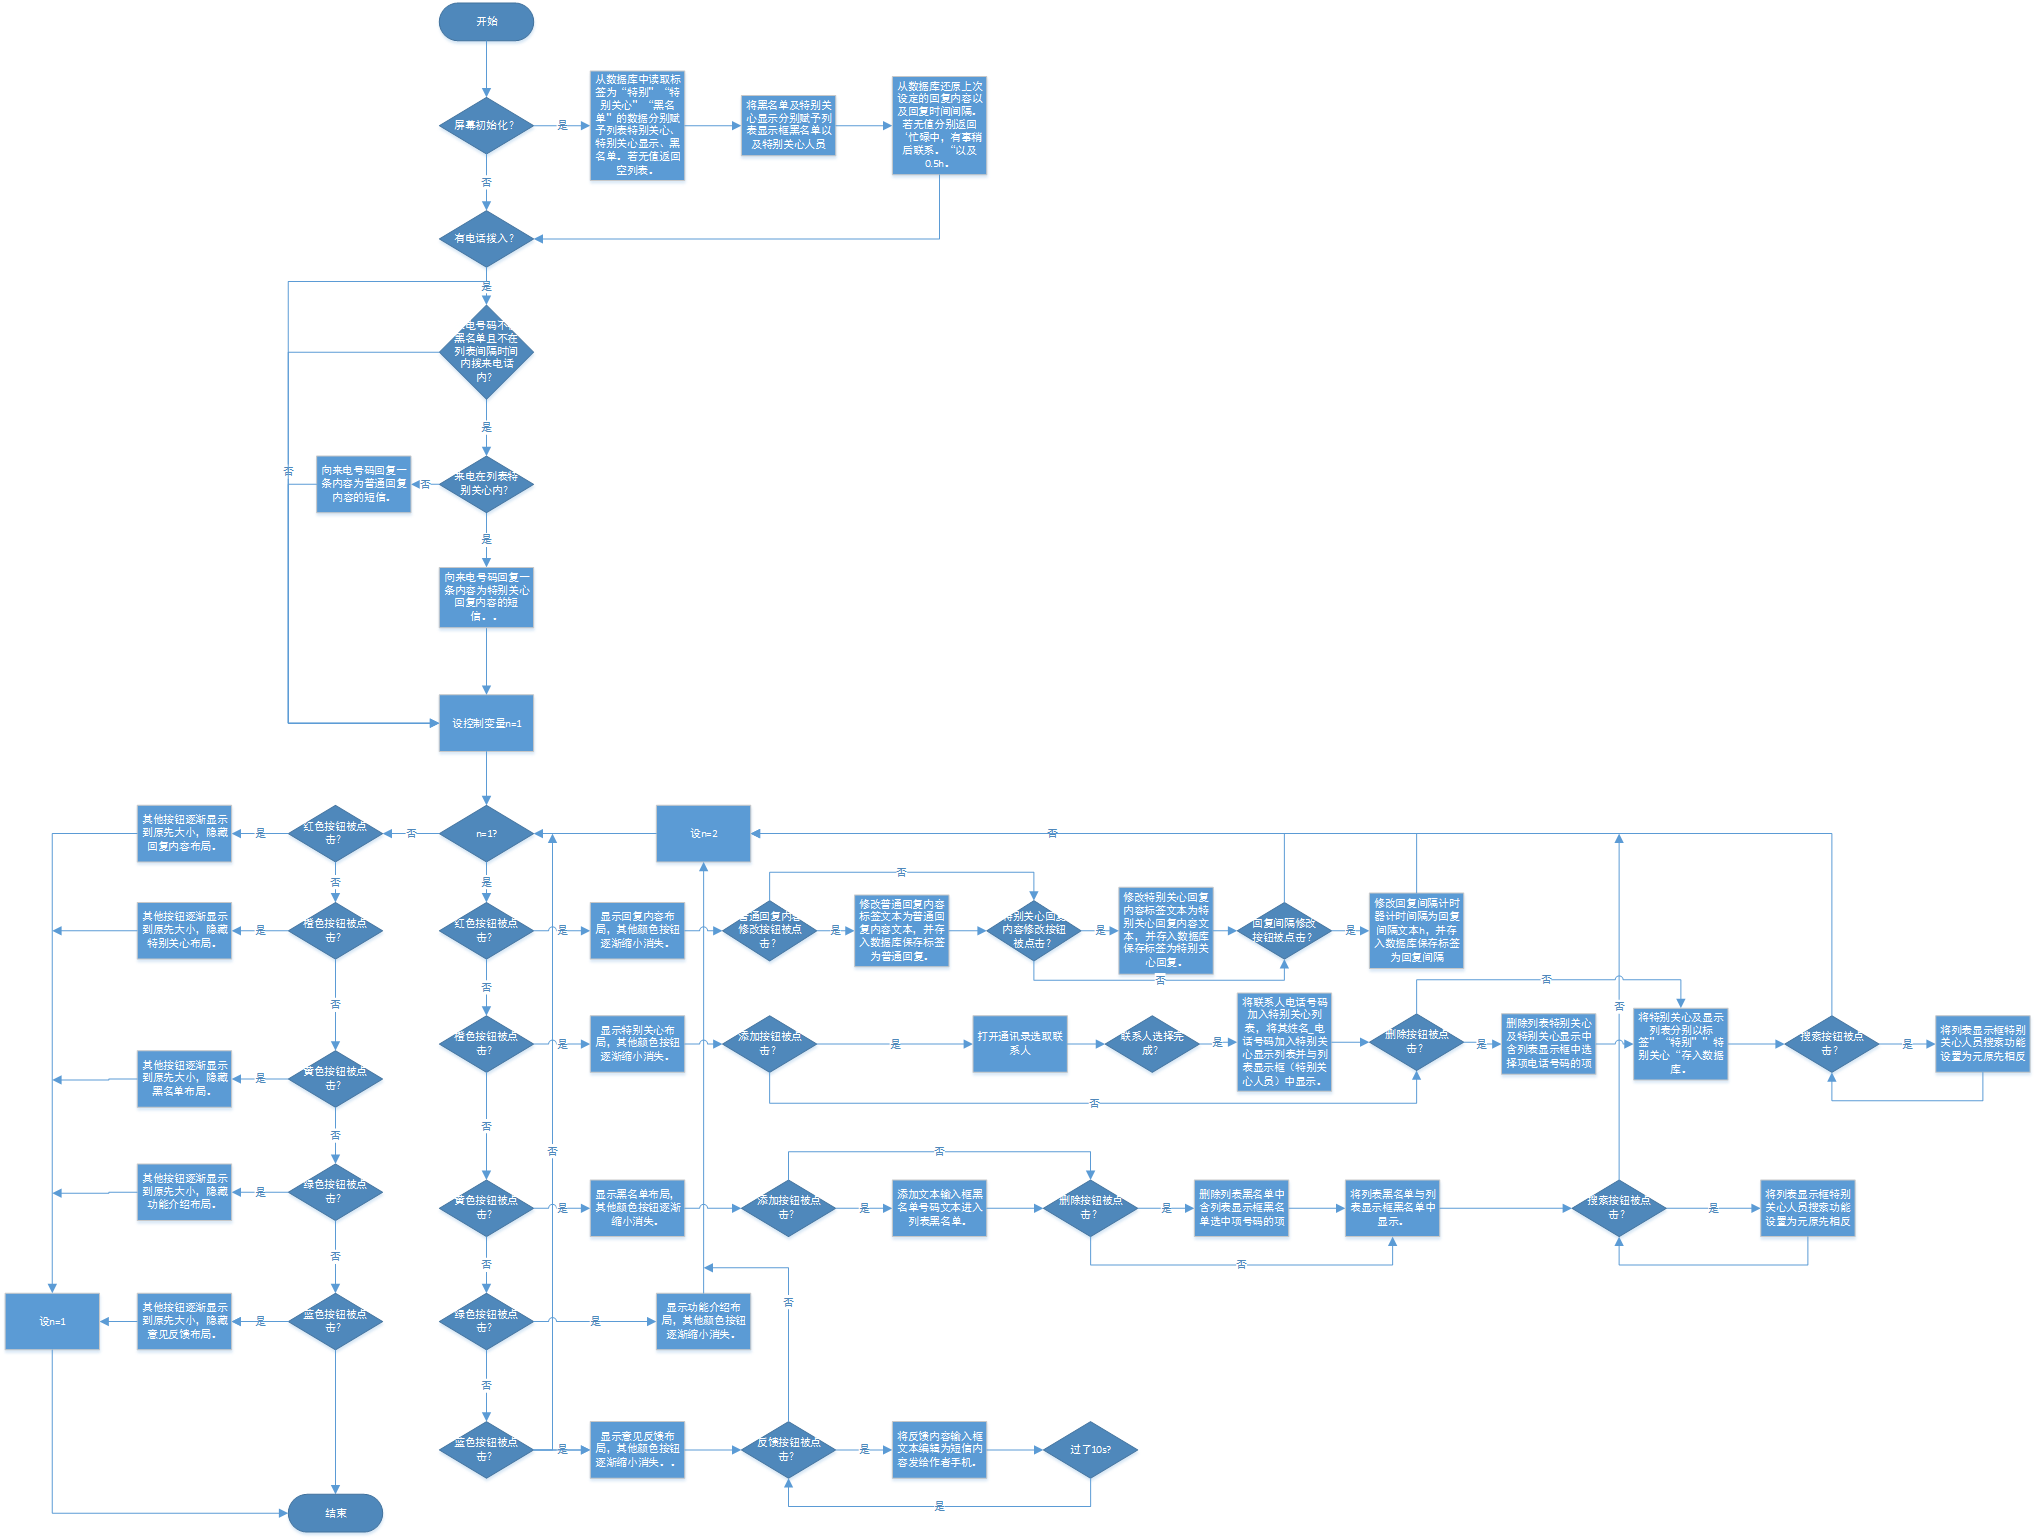 开始
屏幕初始化？
是
从数据库中读取标
签为“特别”“特
别关心”“黑名
单”的数据分别赋
予列表特别关心、
特别关心显示、黑
名单。若无值返回
空列表。
将黑名单及特别关
心显示分别赋予列
表显示框黑名单以
及特别关心人员
从数据库还原上次
设定的回复内容以
及回复时间间隔。
若无值分别返回
‘忙碌中，有事稍
后联系。“以及
0.5h。
否
有电话拨入？
是
电号码不
黑名单且不在
列表间隔时间
内拨来电话
内？
是
否
来电在列表特
别关心内？
否
向来电号码回复一
条内容为普通回复
内容的短信。
是
向来电号码回复一
条内容为特别关心
回复内容的短
信。。
设控制变量n=1
n=1?
否
红色按钮被点
击？
是
其他按钮逐渐显示
到原先大小，隐藏
回复内容布局。
设n=2
否
是
否
红色按钮被点
击？
是
显示回复内容布
局，其他颜色按钮
逐渐缩小消失。
普通回复内容
修改按钮被点
击？
否
是
修改普通回复内容
标签文本为普通回
复内容文本，并存
入数据库保存标签
为普通回复。
特别关心回复
内容修改按钮
被点击？
是
修改特别关心回复
内容标签文本为特
别关心回复内容文
本，并存入数据库
保存标签为特别关
心回复。
否
回复间隔修改
按钮被点击？
是
修改回复间隔计时
器计时间隔为回复
间隔文本h，并存
入数据库保存标签
为回复间隔
橙色按钮被点
击？
是
其他按钮逐渐显示
到原先大小，隐藏
特别关心布局。
否
否
橙色按钮被点
击？
是
显示特别关心布
局，其他颜色按钮
逐渐缩小消失。
添加按钮被点
击？
是
打开通讯录选取联
系人
联系人选择完
成？
是
将联系人电话号码
加入特别关心列
表，将其姓名_电
话号码加入特别关
心显示列表并与列
表显示框（特别关
心人员）中显示。
否
删除按钮被点
击？
否
是
删除列表特别关心
及特别关心显示中
含列表显示框中选
择项电话号码的项
将特别关心及显示
列表分别以标
签”“特别””特
别关心“存入数据
库。
否
搜索按钮被点
击？
是
将列表显示框特别
关心人员搜索功能
设置为元原先相反
黄色按钮被点
击？
是
其他按钮逐渐显示
到原先大小，隐藏
黑名单布局。
否
否
否
黄色按钮被点
击？
是
显示黑名单布局，
其他颜色按钮逐渐
缩小消失。
添加按钮被点
击？
否
是
添加文本输入框黑
名单号码文本进入
列表黑名单。
删除按钮被点
击？
是
删除列表黑名单中
含列表显示框黑名
单选中项号码的项
否
将列表黑名单与列
表显示框黑名单中
显示。
搜索按钮被点
击？
是
将列表显示框特别
关心人员搜索功能
设置为元原先相反
绿色按钮被点
击？
是
其他按钮逐渐显示
到原先大小，隐藏
功能介绍布局。
否
否
绿色按钮被点
击？
是
显示功能介绍布
局，其他颜色按钮
逐渐缩小消失。
蓝色按钮被点
击？
是
其他按钮逐渐显示
到原先大小，隐藏
意见反馈布局。
设n=1
否
蓝色按钮被点
击？
否
是
显示意见反馈布
局，其他颜色按钮
逐渐缩小消失。。
反馈按钮被点
击？
否
是
将反馈内容输入框
文本编辑为短信内
容发给作者手机。
过了10s?
是
结束